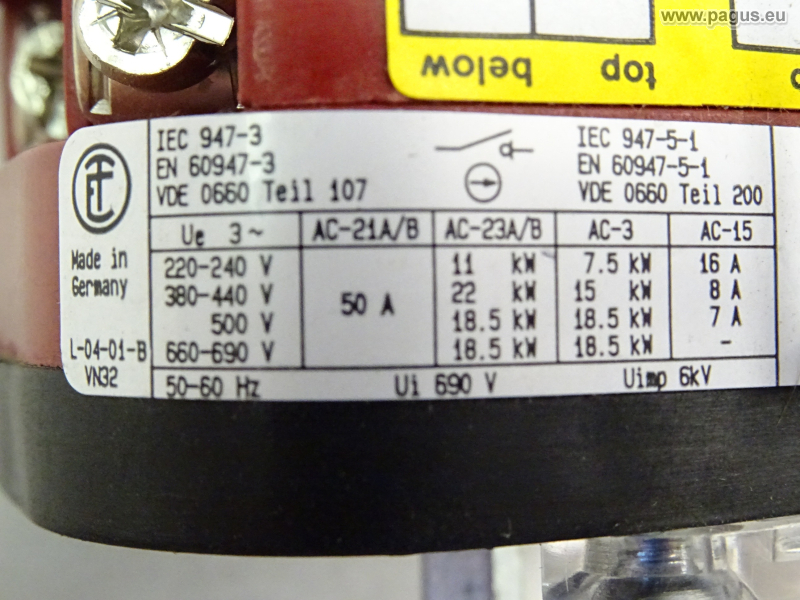 www.pagus.eu
below top
IEC 947-3
EN 60947-3
VDE 0660 Teil 107
IEC 947-5-1
EN 60947-5-1
VDE 0660 Teil 200
Made in
Germany
L-04-01-B
VN32
Ue 3~ AC-21A/B AC-23A/B AC-3 AC-15
220-240 V 50 A 11 kW 7.5 kW 16 A
380-440 V 22 kW 15 kW 8 A
500 V 18.5 kW 18.5 kW 7 A
660-690 V 18.5 kW 18.5 kW -
50-60 Hz Ui 690 V Uimp 6kV